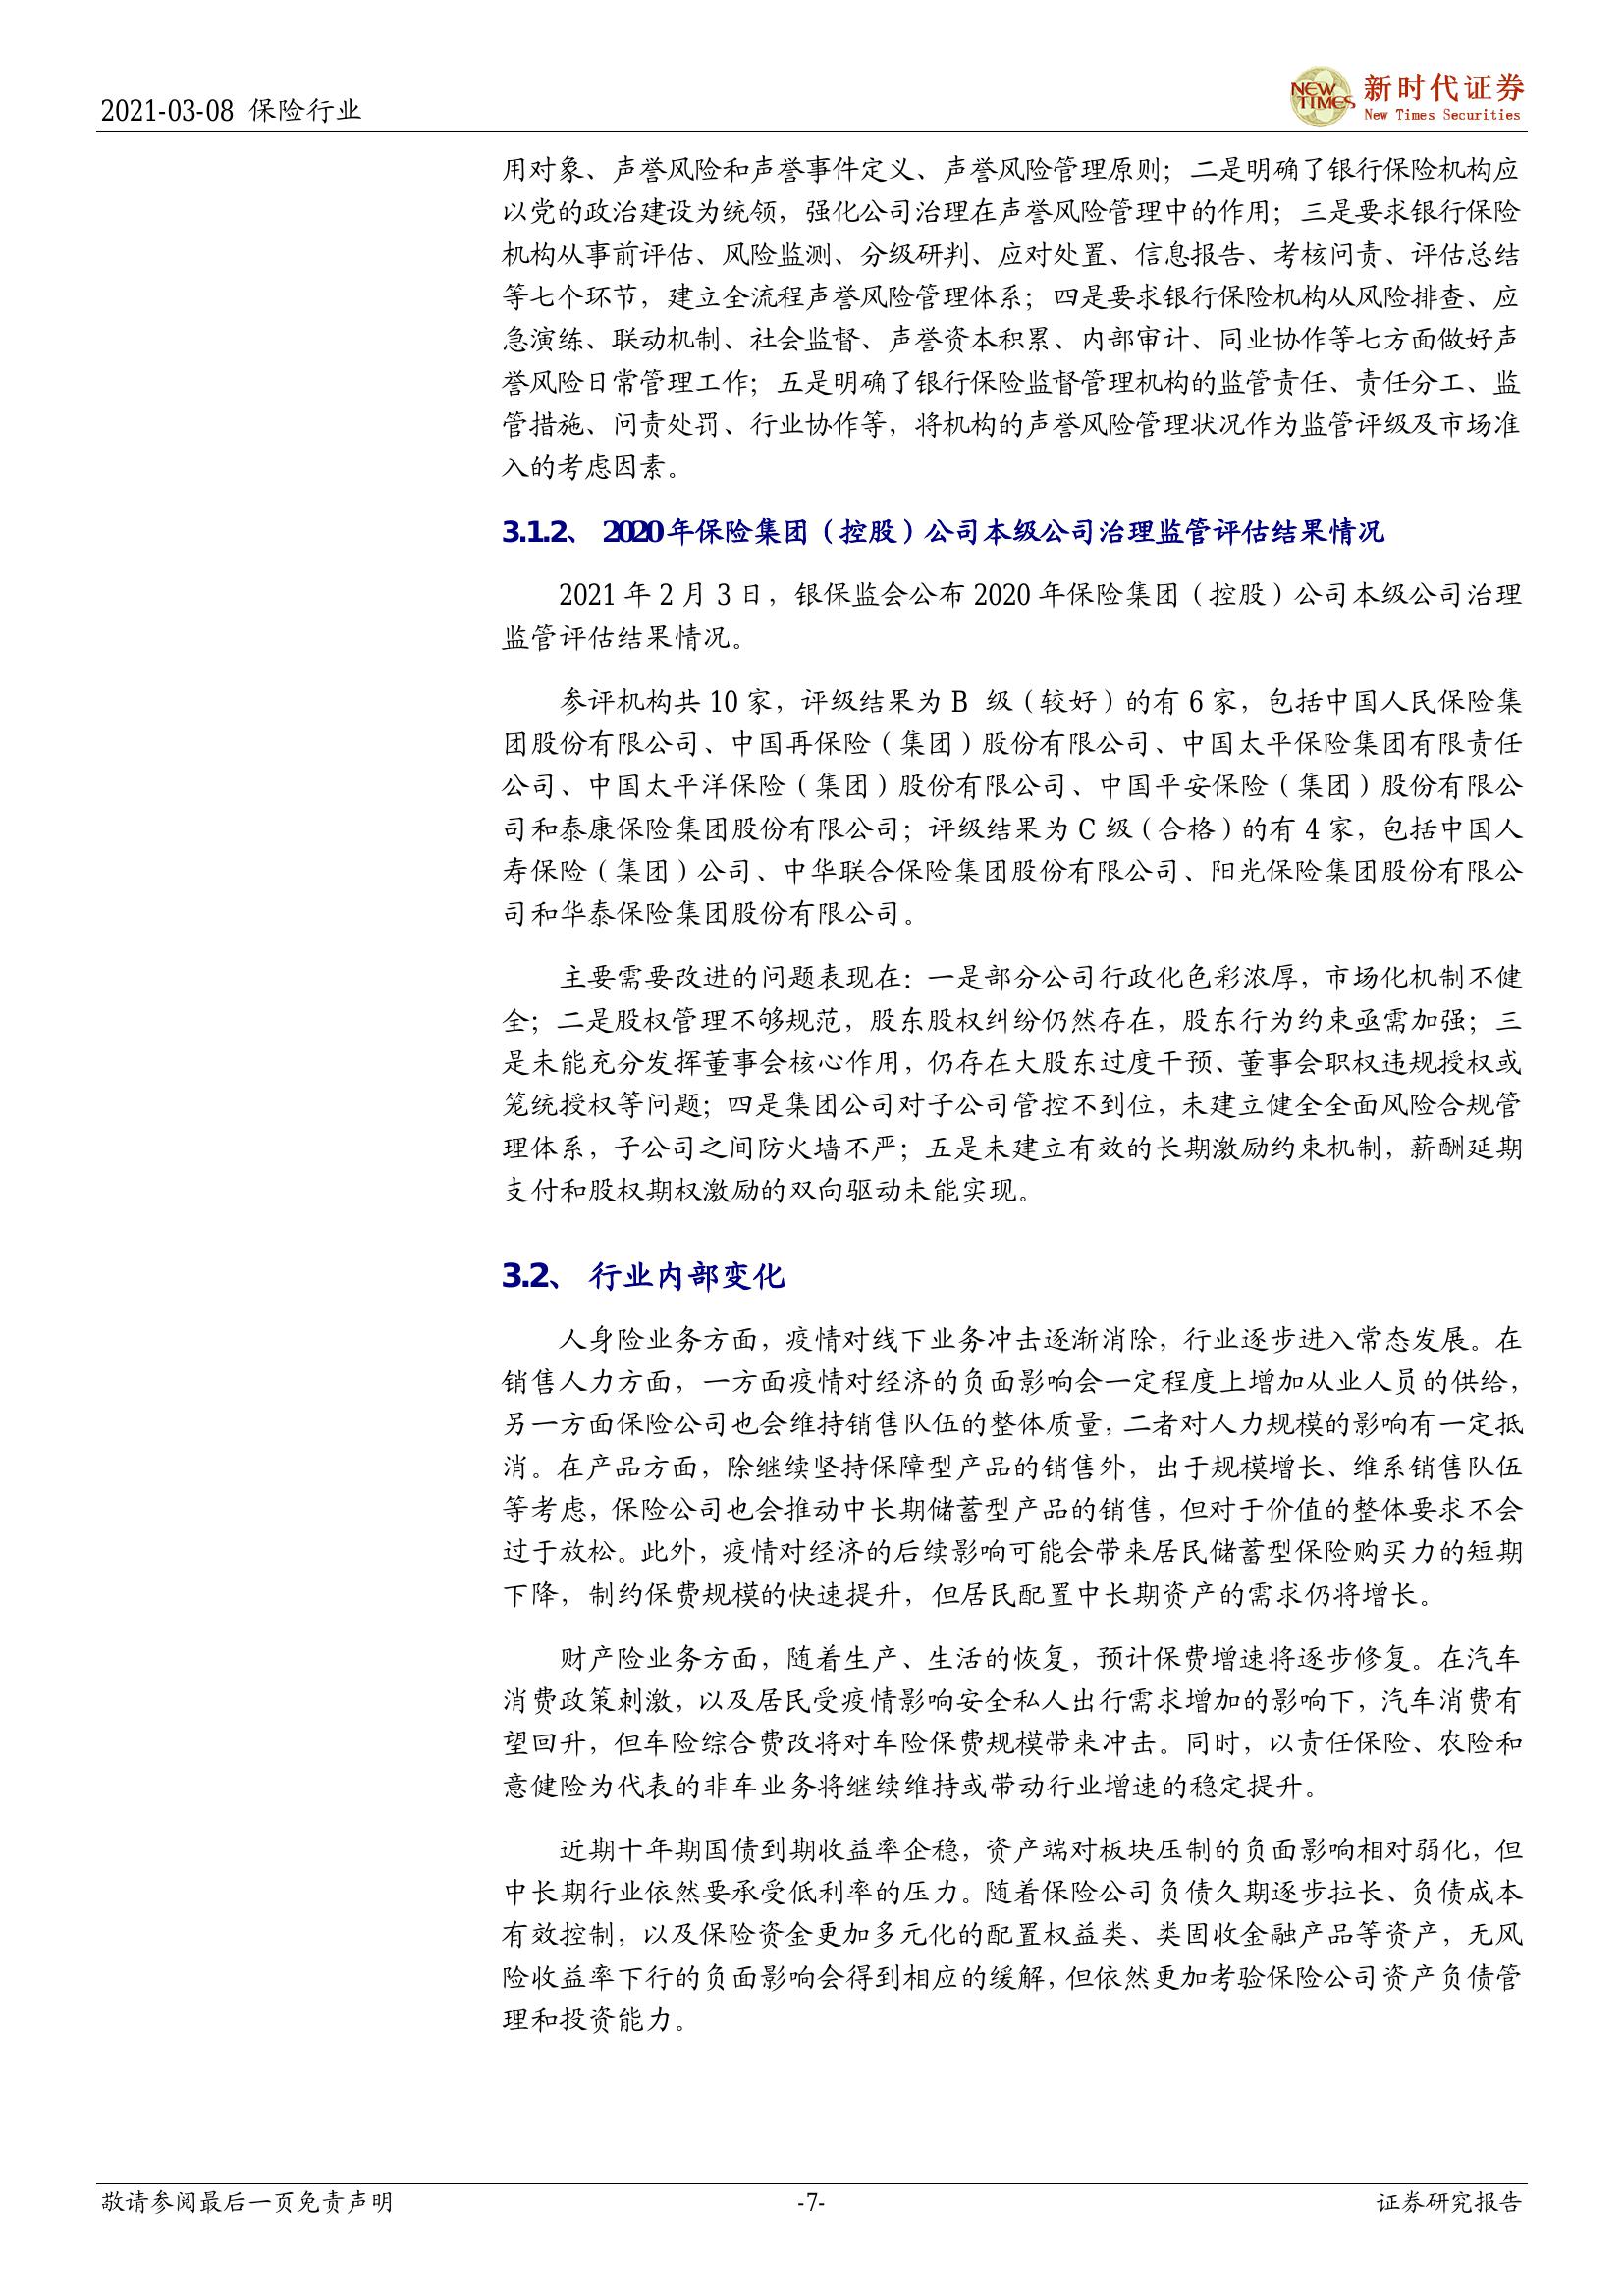 2021-03-08 保险行业
NEW TIMES
新时代证券
New Times Securities
用对象、声誉风险和声誉事件定义、声誉风险管理原则；二是明确了银行保险机构应
以党的政治建设为统领，强化公司治理在声誉风险管理中的作用；三是要求银行保险
机构从事前评估、风险监测、分级研判、应对处置、信息报告、考核问责、评估总结
等七个环节，建立全流程声誉风险管理体系；四是要求银行保险机构从风险排查、应
急演练、联动机制、社会监督、声誉资本积累、内部审计、同业协作等七方面做好声
誉风险日常管理工作；五是明确了银行保险监督管理机构的监管责任、责任分工、监
管措施、问责处罚、行业协作等，将机构的声誉风险管理状况作为监管评级及市场准
入的考虑因素。
3.1.2、 2020年保险集团（控股）公司本级公司治理监管评估结果情况
2021 年 2 月 3 日，银保监会公布 2020 年保险集团（控股）公司本级公司治理
监管评估结果情况。
参评机构共 10 家，评级结果为 B 级（较好）的有 6 家，包括中国人民保险集
团股份有限公司、中国再保险（集团）股份有限公司、中国太平保险集团有限责任
公司、中国太平洋保险（集团）股份有限公司、中国平安保险（集团）股份有限公
司和泰康保险集团股份有限公司；评级结果为 C 级（合格）的有 4 家，包括中国人
寿保险（集团）公司、中华联合保险集团股份有限公司、阳光保险集团股份有限公
司和华泰保险集团股份有限公司。
主要需要改进的问题表现在：一是部分公司行政化色彩浓厚，市场化机制不健
全；二是股权管理不够规范，股东股权纠纷仍然存在，股东行为约束亟需加强；三
是未能充分发挥董事会核心作用，仍存在大股东过度干预、董事会职权违规授权或
笼统授权等问题；四是集团公司对子公司管控不到位，未建立健全全面风险合规管
理体系，子公司之间防火墙不严；五是未建立有效的长期激励约束机制，薪酬延期
支付和股权期权激励的双向驱动未能实现。
3.2、 行业内部变化
人身险业务方面，疫情对线下业务冲击逐渐消除，行业逐步进入常态发展。在
销售人力方面，一方面疫情对经济的负面影响会一定程度上增加从业人员的供给，
另一方面保险公司也会维持销售队伍的整体质量，二者对人力规模的影响有一定抵
消。在产品方面，除继续坚持保障型产品的销售外，出于规模增长、维系销售队伍
等考虑，保险公司也会推动中长期储蓄型产品的销售，但对于价值的整体要求不会
过于放松。此外，疫情对经济的后续影响可能会带来居民储蓄型保险购买力的短期
下降，制约保费规模的快速提升，但居民配置中长期资产的需求仍将增长。
财产险业务方面，随着生产、生活的恢复，预计保费增速将逐步修复。在汽车
消费政策刺激，以及居民受疫情影响安全私人出行需求增加的影响下，汽车消费有
望回升，但车险综合费改将对车险保费规模带来冲击。同时，以责任保险、农险和
意健险为代表的非车业务将继续维持或带动行业增速的稳定提升。
近期十年期国债到期收益率企稳，资产端对板块压制的负面影响相对弱化，但
中长期行业依然要承受低利率的压力。随着保险公司负债久期逐步拉长、负债成本
有效控制，以及保险资金更加多元化的配置权益类、类固收金融产品等资产，无风
险收益率下行的负面影响会得到相应的缓解，但依然更加考验保险公司资产负债管
理和投资能力。
敬请参阅最后一页免责声明
-7-
证券研究报告